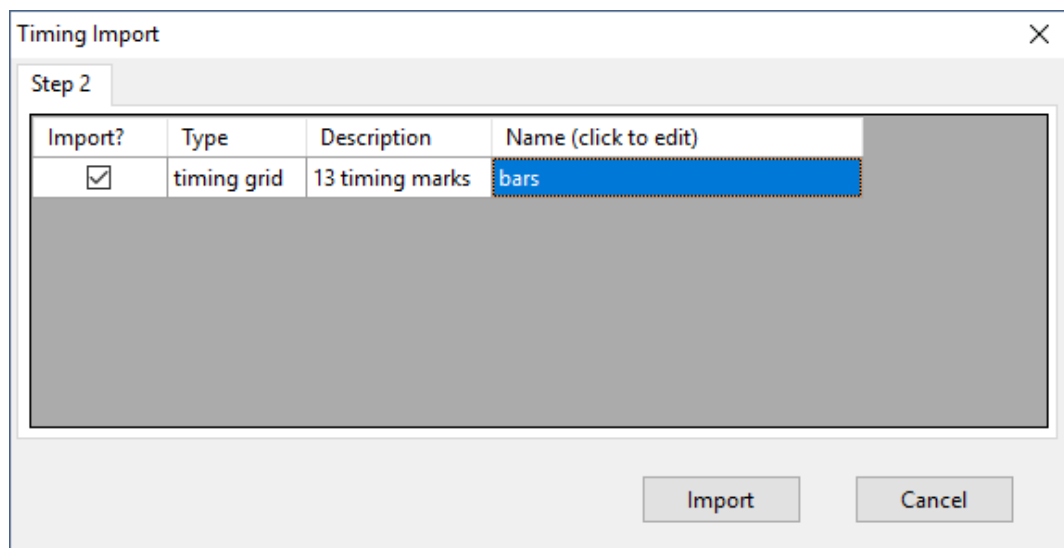 Timing Import
Step 2
Import? Type Description Name (click to edit)
timing grid 13 timing marks bars
Import Cancel